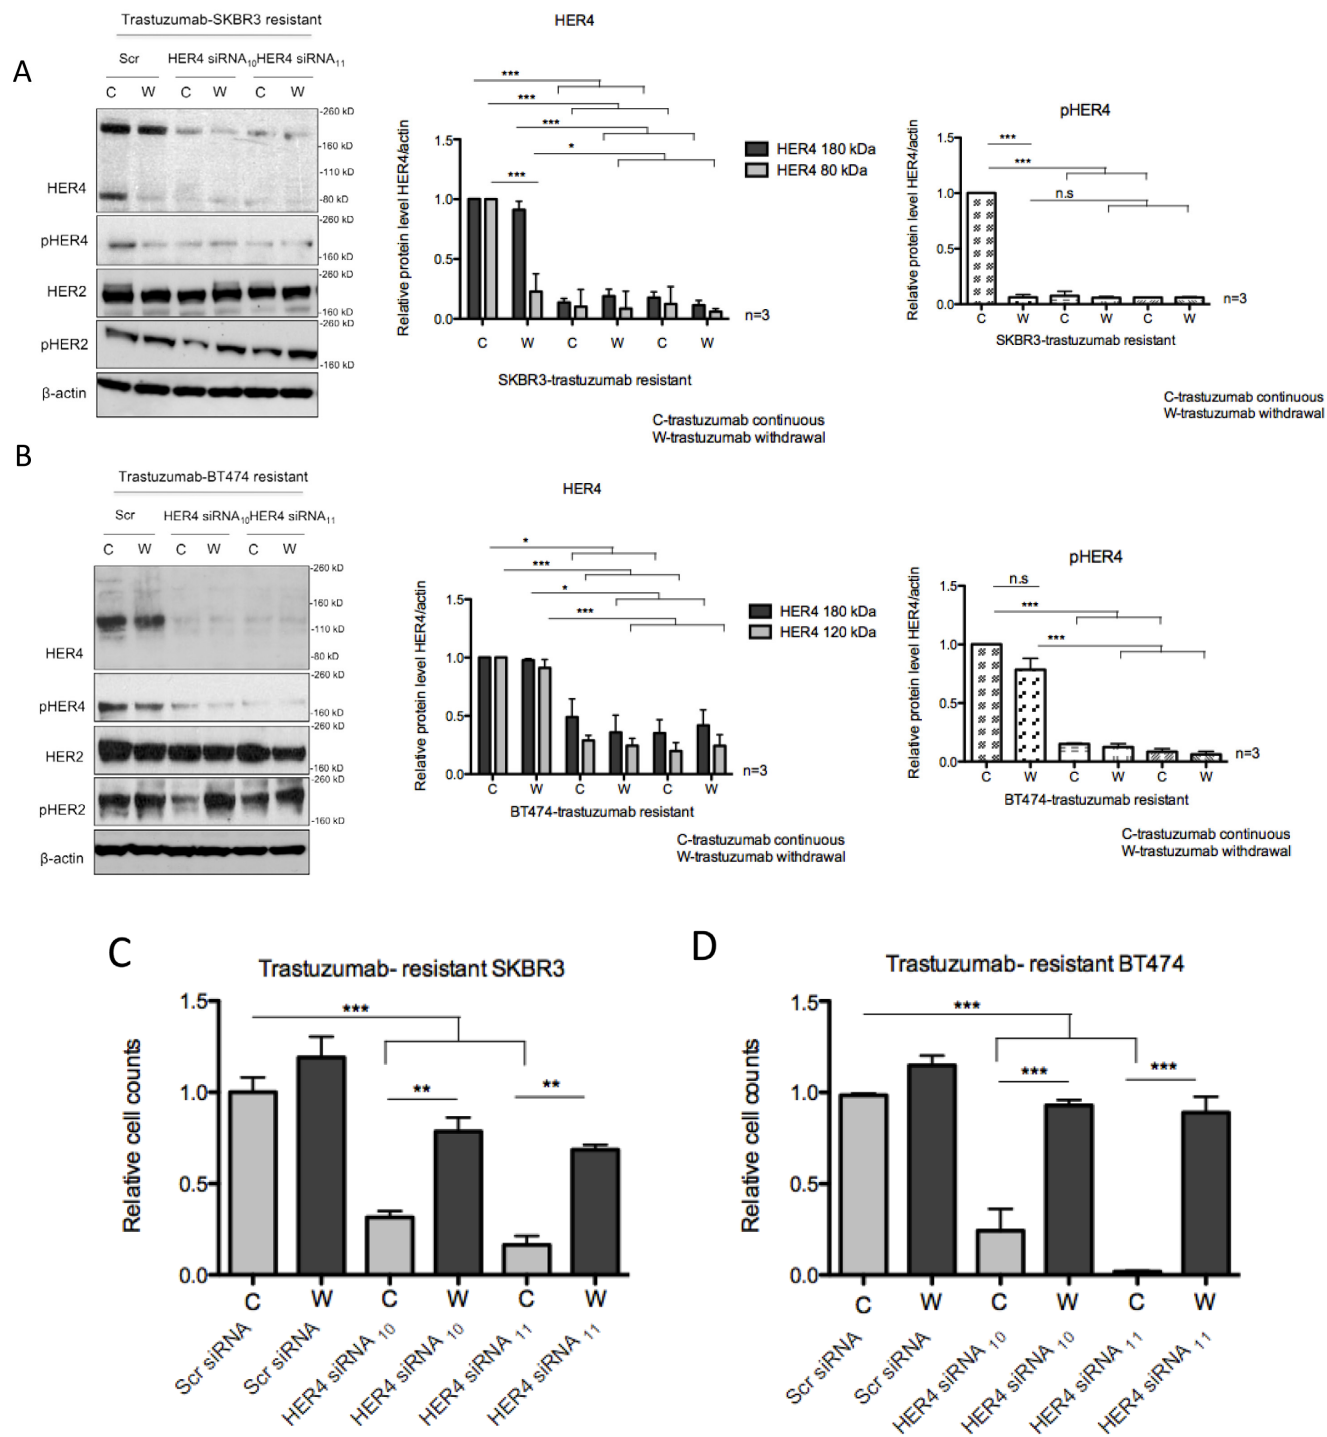 A
Trastuzumab-SKBR3 resistant
Scr HER4 siRNA10 HER4 siRNA11
C W C W C W
-260 kD
-160 kD
-110 kD
HER4
-80 kD
-260 kD
pHER4
-160 kD
-260 kD
HER2
-160 kD
-260 kD
pHER2
-160 kD
β-actin
HER4
***
***
***
*
***
Relative protein level HER4/actin
1.5
1.0
0.5
0.0
C W C W C W
n=3
SKBR3-trastuzumab resistant
HER4 180 kDa
HER4 80 kDa
C-trastuzumab continuous
W-trastuzumab withdrawal
pHER4
***
***
n.s
Relative protein level HER4/actin
1.5
1.0
0.5
0.0
C W C W C W
n=3
SKBR3-trastuzumab resistant
C-trastuzumab continuous
W-trastuzumab withdrawal
B
Trastuzumab-BT474 resistant
Scr HER4 siRNA10 HER4 siRNA11
C W C W C W
-260 kD
-160 kD
-110 kD
HER4
-80 kD
-260 kD
pHER4
-160 kD
-260 kD
HER2
-160 kD
-260 kD
pHER2
-160 kD
β-actin
HER4
*
***
*
***
Relative protein level HER4/actin
1.5
1.0
0.5
0.0
C W C W C W
n=3
BT474-trastuzumab resistant
HER4 180 kDa
HER4 120 kDa
C-trastuzumab continuous
W-trastuzumab withdrawal
pHER4
n.s
***
***
Relative protein level HER4/actin
1.5
1.0
0.5
0.0
C W C W C W
n=3
BT474-trastuzumab resistant
C-trastuzumab continuous
W-trastuzumab withdrawal
C
Trastuzumab- resistant SKBR3
***
**
**
Relative cell counts
1.5
1.0
0.5
0.0
C W C W C W
Scr siRNA
Scr siRNA
HER4 siRNA 10
HER4 siRNA 10
HER4 siRNA 11
HER4 siRNA 11
D
Trastuzumab- resistant BT474
***
***
***
Relative cell counts
1.5
1.0
0.5
0.0
C W C W C W
Scr siRNA
Scr siRNA
HER4 siRNA 10
HER4 siRNA 10
HER4 siRNA 11
HER4 siRNA 11